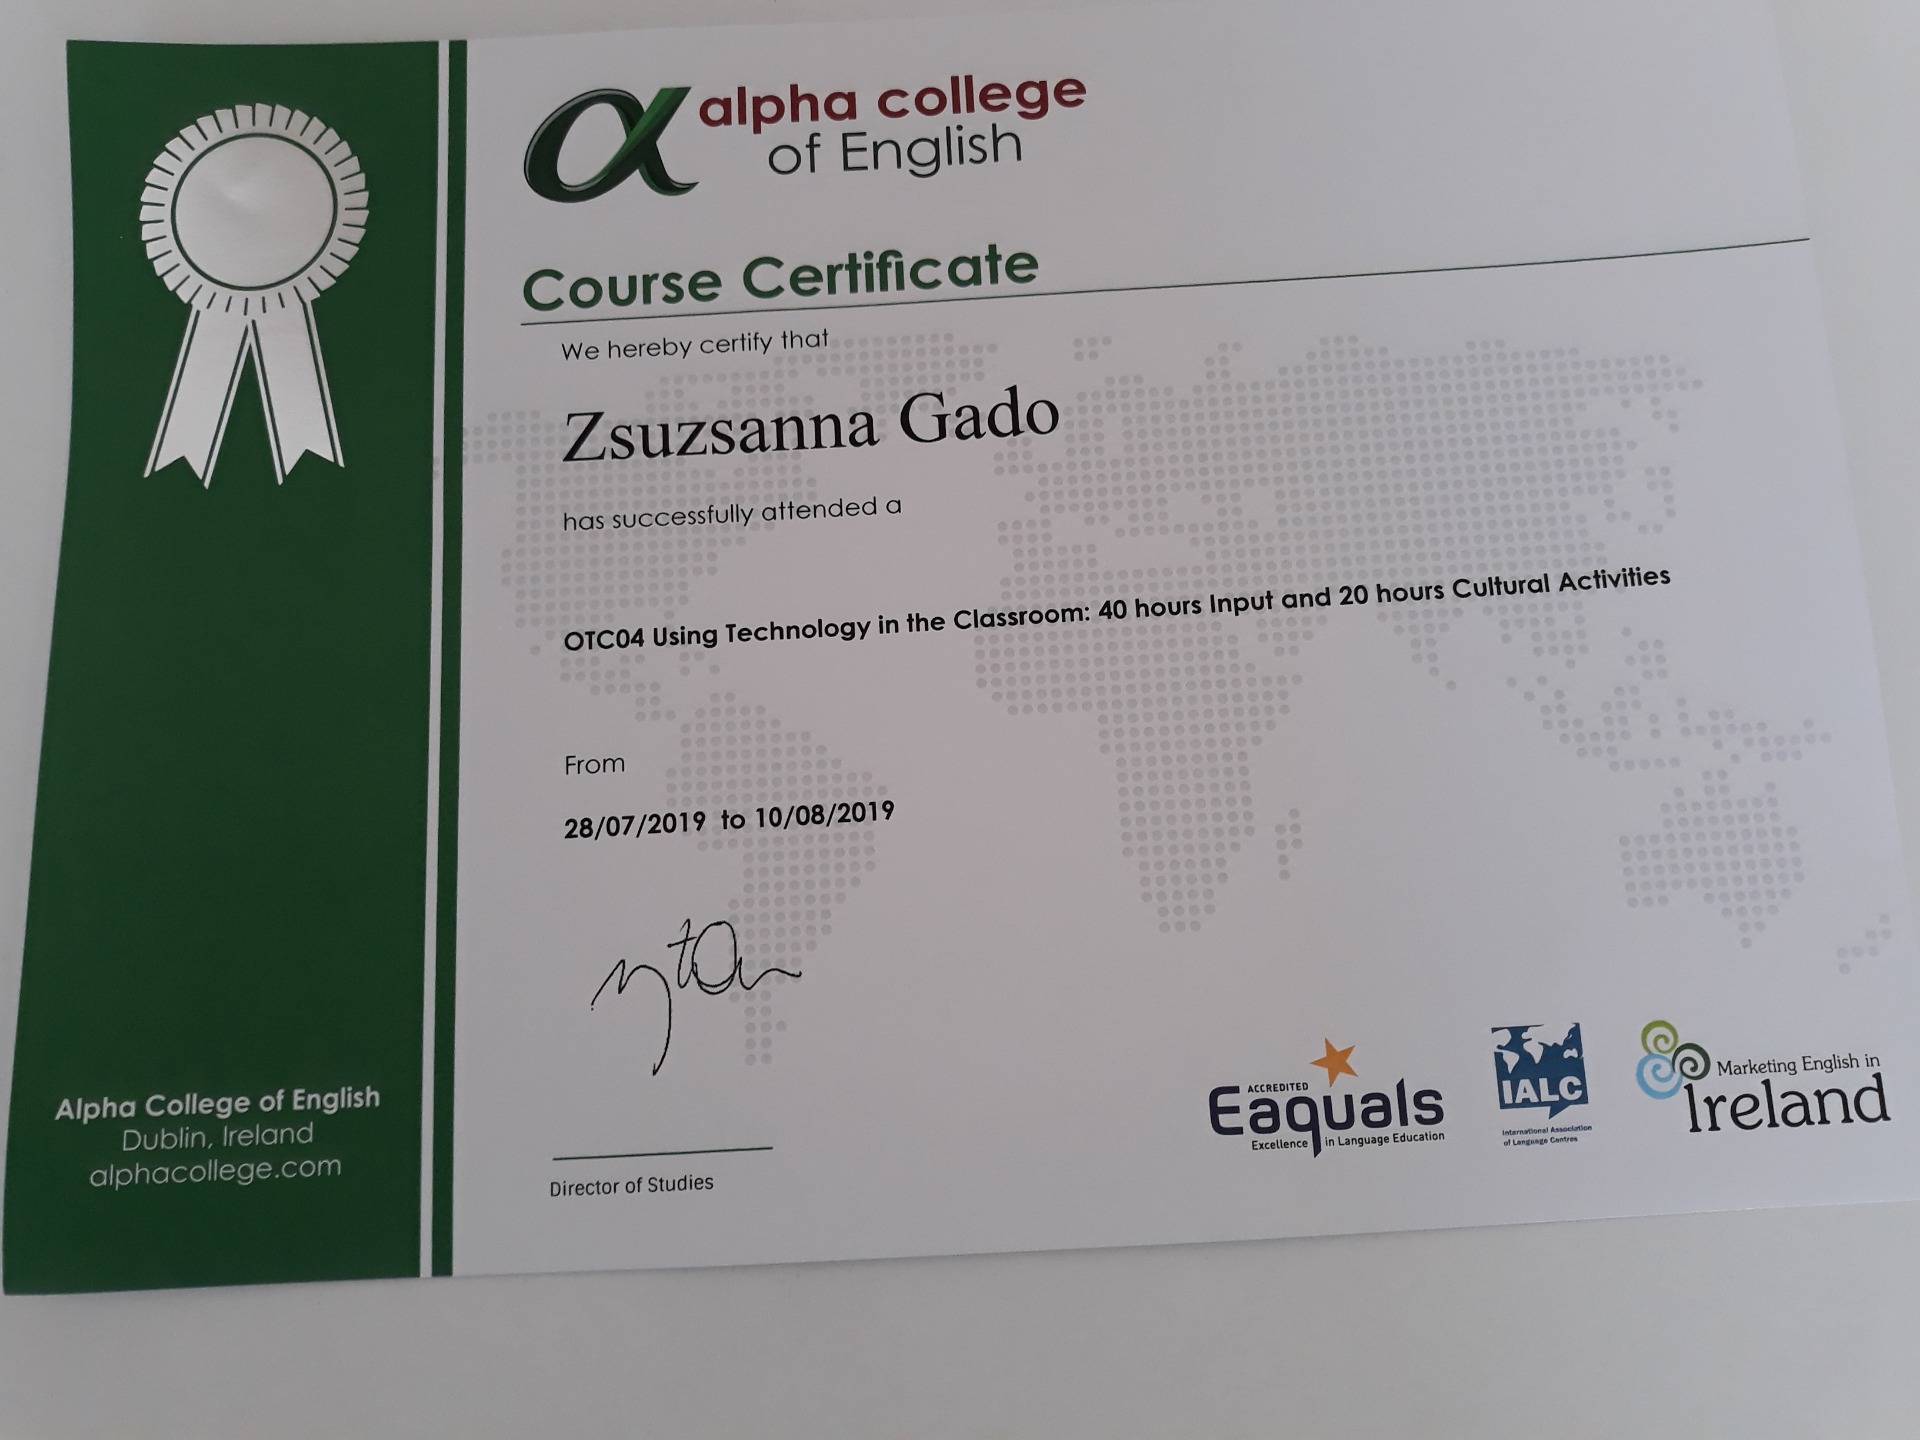 alpha college
of English
Course Certificate
We hereby certify that
Zsuzsanna Gado
has successfully attended a
OTC04 Using Technology in the Classroom: 40 hours Input and 20 hours Cultural Activities
From
28/07/2019 to 10/08/2019
Director of Studies
Alpha College of English
Dublin, Ireland
alphacollege.com
ACCREDITED
Eaquals
Excellence in Language Education
IALC
International Association
of Language Centres
Marketing English in
Ireland